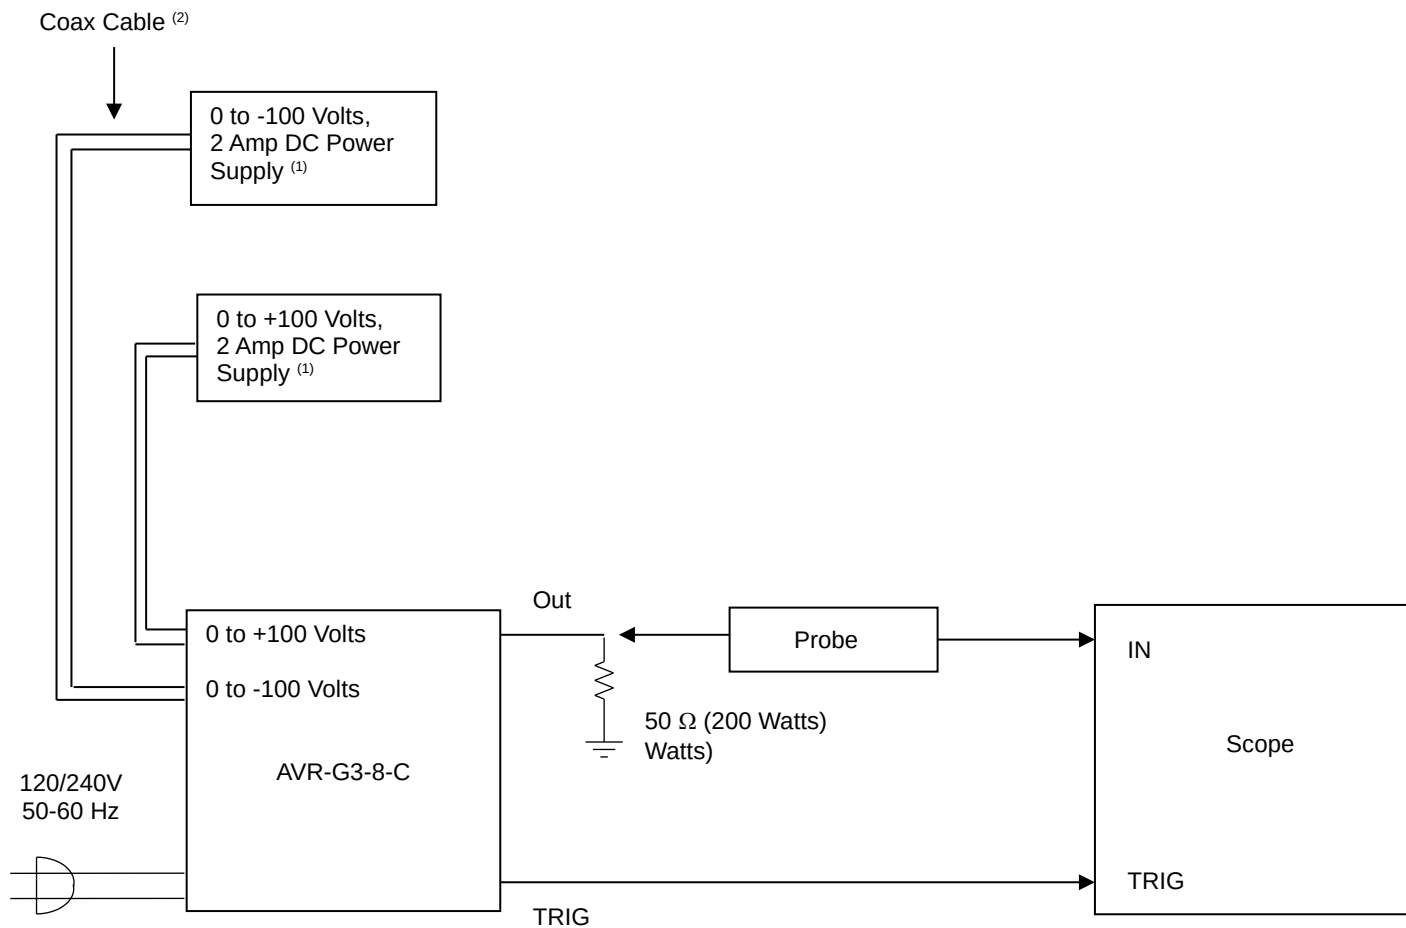 Coax Cable (2)
0 to -100 Volts,
2 Amp DC Power
Supply (1)
0 to +100 Volts,
2 Amp DC Power
Supply (1)
Out
0 to +100 Volts
Probe
IN
0 to -100 Volts
50 Ω (200 Watts)
Watts)
Scope
AVR-G3-8-C
120/240V
50-60 Hz
TRIG
TRIG